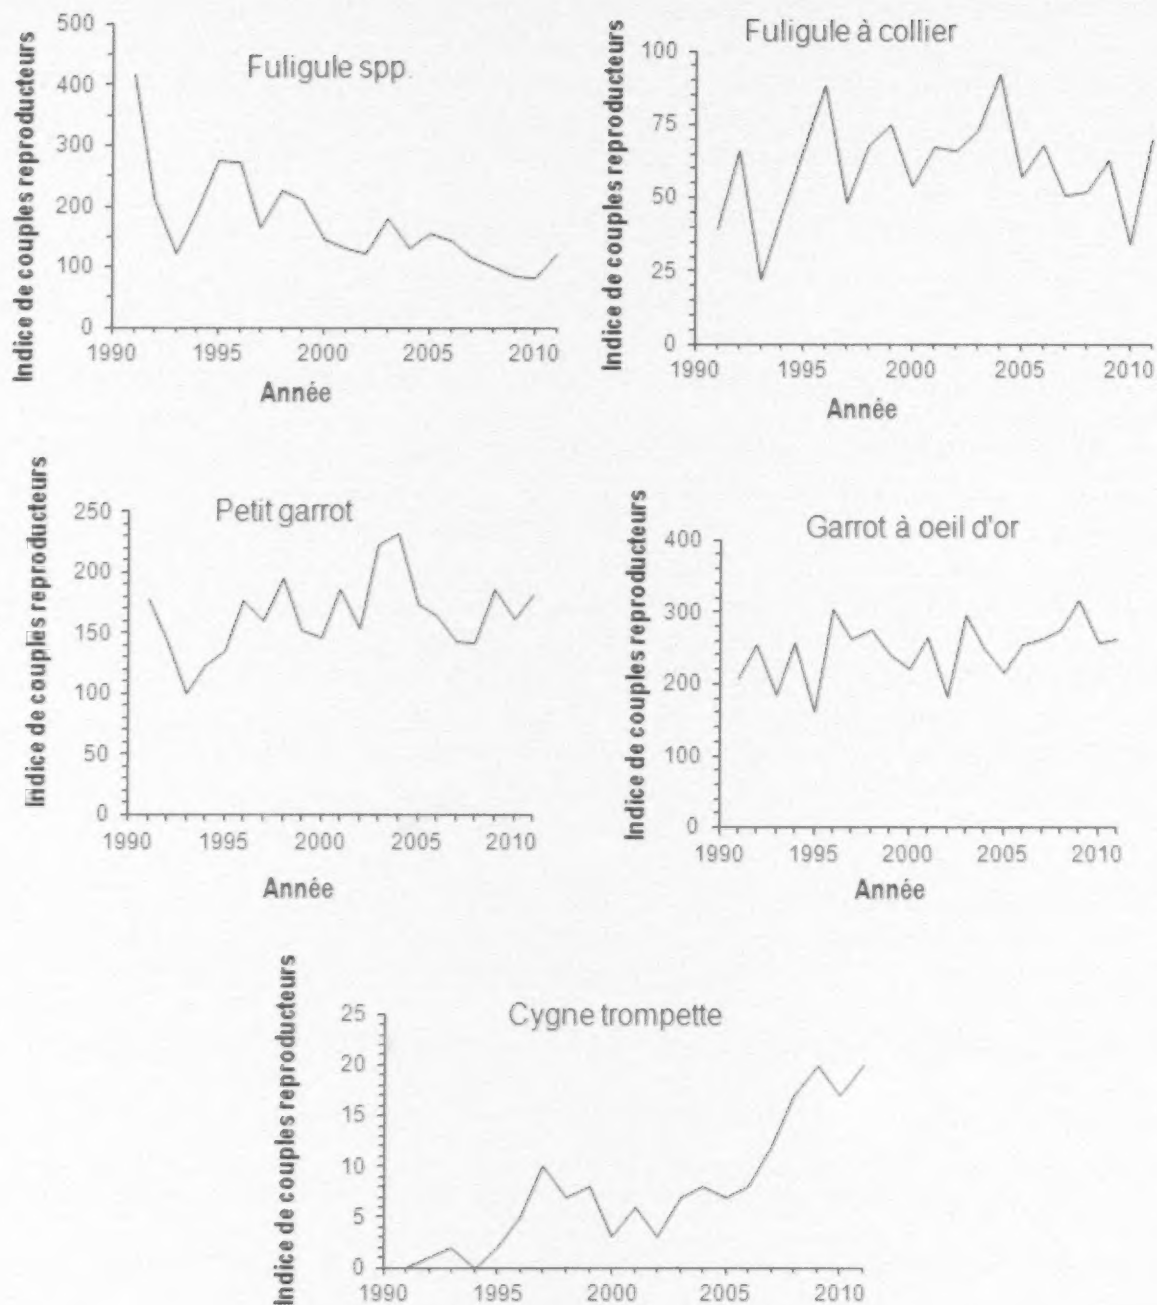 Fuligule spp.
Indice de couples reproducteurs
500
400
300
200
100
0
1990 1995 2000 2005 2010
Année
Fuligule à collier
Indice de couples reproducteurs
100
75
50
25
0
1990 1995 2000 2005 2010
Année
Petit garrot
Indice de couples reproducteurs
250
200
150
100
50
0
1990 1995 2000 2005 2010
Année
Garrot à oeil d'or
Indice de couples reproducteurs
400
300
200
100
0
1990 1995 2000 2005 2010
Année
Cygne trompette
Indice de couples reproducteurs
25
20
15
10
5
0
1990 1995 2000 2005 2010